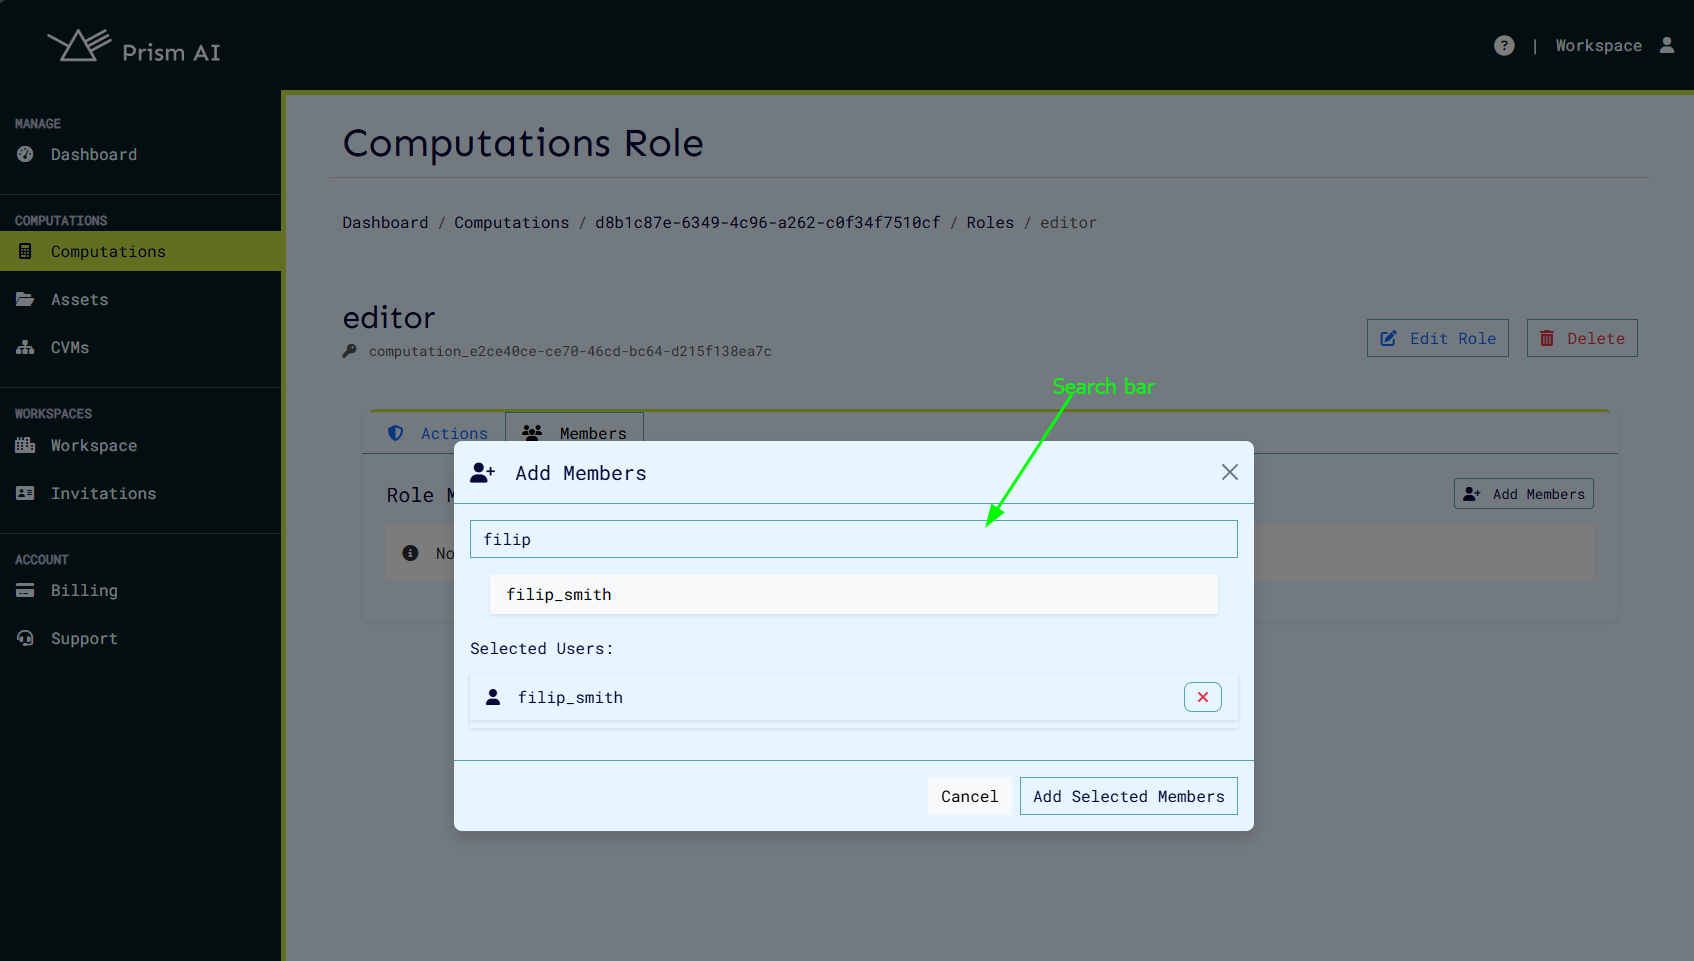 Prism AI
? | Workspace
MANAGE
Dashboard
COMPUTATIONS
Computations
Assets
CVMs
WORKSPACES
Workspace
Invitations
ACCOUNT
Billing
Support
Computations Role
Dashboard / Computations / d8b1c87e-6349-4c96-a262-c0f34f7510cf / Roles / editor
editor
computation_e2ce40ce-ce70-46cd-bc64-d215f138ea7c
Edit Role
Delete
Search bar
Actions
Members
Role
Add Members
No
Add Members
filip
filip_smith
Selected Users:
filip_smith
Cancel
Add Selected Members